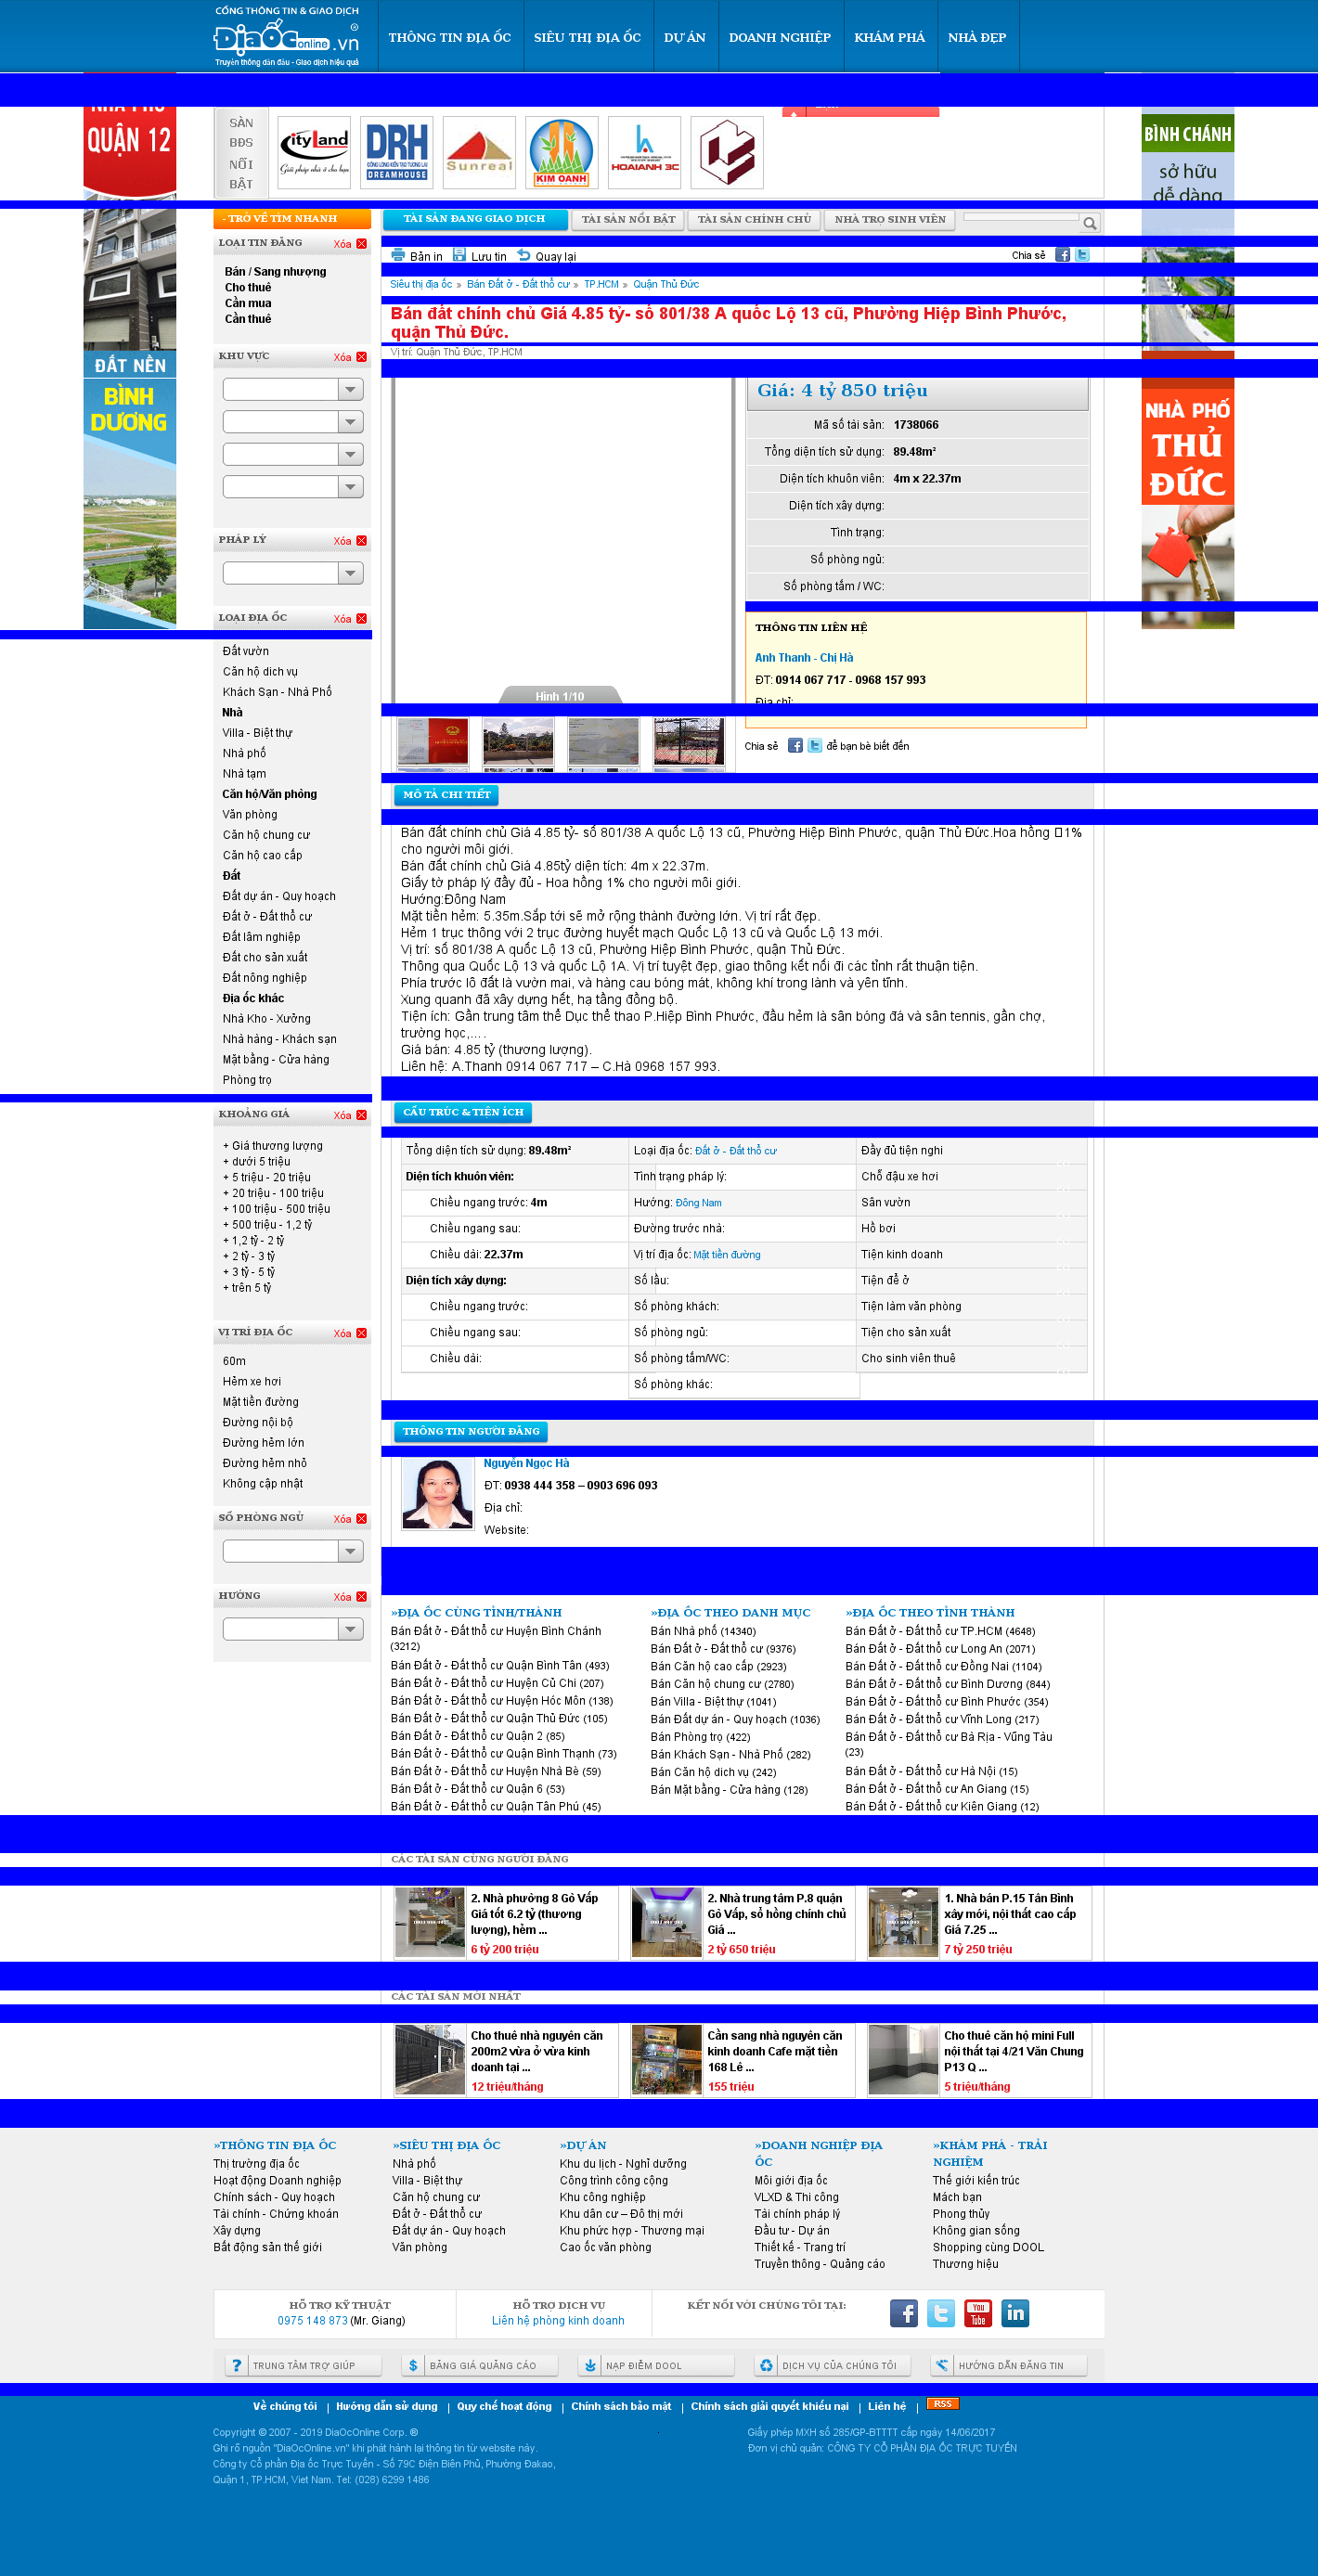 CỔNG THÔNG TIN & GIAO DỊCH
DiaỐc online .vn ®
Truyền thông dẫn đầu - Giao dịch hiệu quả
THÔNG TIN ĐỊA ỐC
SIÊU THỊ ĐỊA ỐC
DỰ ÁN
DOANH NGHIỆP
KHÁM PHÁ
NHÀ ĐẸP
QUẬN 12
ĐẤT NỀN
BÌNH DƯƠNG
SÀN
BĐS
NỔI
BẬT
cityLand
Giải pháp nhà ở cho bạn
DRH
DREAMHOUSE
Sunreal
KIM OANH
HOAIANH 3C
BÌNH CHÁNH
sở hữu
dễ dàng
NHÀ PHỐ
THỦ
ĐỨC
- TRỞ VỀ TÌM NHANH
TÀI SẢN ĐANG GIAO DỊCH
TÀI SẢN NỔI BẬT
TÀI SẢN CHÍNH CHỦ
NHÀ TRỌ SINH VIÊN
LOẠI TIN ĐĂNG Xóa
Bán / Sang nhượng
Cho thuê
Cần mua
Cần thuê
KHU VỰC Xóa
PHÁP LÝ Xóa
LOẠI ĐỊA ỐC Xóa
Đất vườn
Căn hộ dich vụ
Khách Sạn - Nhà Phố
Nhà
Villa - Biệt thự
Nhà phố
Nhà tạm
Căn hộ/Văn phòng
Văn phòng
Căn hộ chung cư
Căn hộ cao cấp
Đất
Đất dự án - Quy hoạch
Đất ở - Đất thổ cư
Đất lâm nghiệp
Đất cho sản xuất
Đất nông nghiệp
Địa ốc khác
Nhà Kho - Xưởng
Nhà hàng - Khách sạn
Mặt bằng - Cửa hàng
Phòng trọ
KHOẢNG GIÁ Xóa
+ Giá thương lượng
+ dưới 5 triệu
+ 5 triệu - 20 triệu
+ 20 triệu - 100 triệu
+ 100 triệu - 500 triệu
+ 500 triệu - 1,2 tỷ
+ 1,2 tỷ - 2 tỷ
+ 2 tỷ - 3 tỷ
+ 3 tỷ - 5 tỷ
+ trên 5 tỷ
VỊ TRÍ ĐỊA ỐC Xóa
60m
Hẻm xe hơi
Mặt tiền đường
Đường nội bộ
Đường hẻm lớn
Đường hẻm nhỏ
Không cập nhật
SỐ PHÒNG NGỦ Xóa
HƯỚNG Xóa
Bản in Lưu tin Quay lại
Chia sẻ
Siêu thị địa ốc » Bán Đất ở - Đất thổ cư » TP.HCM » Quận Thủ Đức
Bán đất chính chủ Giá 4.85 tỷ- số 801/38 A quốc Lộ 13 cũ, Phường Hiệp Bình Phước,
quận Thủ Đức.
Vị trí: Quận Thủ Đức, TP.HCM
Giá: 4 tỷ 850 triệu
Mã số tài sản: 1738066
Tổng diện tích sử dụng: 89.48m²
Diện tích khuôn viên: 4m x 22.37m
Diện tích xây dựng:
Tình trạng:
Số phòng ngủ:
Số phòng tắm / WC:
THÔNG TIN LIÊN HỆ
Anh Thanh - Chị Hà
ĐT: 0914 067 717 - 0968 157 993
Địa chỉ:
Hình 1/10
Chia sẻ để bạn bè biết đến
MÔ TẢ CHI TIẾT
Bán đất chính chủ Giá 4.85 tỷ- số 801/38 A quốc Lộ 13 cũ, Phường Hiệp Bình Phước, quận Thủ Đức.Hoa hồng 1%
cho người môi giới.
Bán đất chính chủ Giá 4.85tỷ diện tích: 4m x 22.37m.
Giấy tờ pháp lý đầy đủ - Hoa hồng 1% cho người môi giới.
Hướng:Đông Nam
Mặt tiền hẻm: 5.35m.Sắp tới sẽ mở rộng thành đường lớn. Vị trí rất đẹp.
Hẻm 1 trục thông với 2 trục đường huyết mạch Quốc Lộ 13 cũ và Quốc Lộ 13 mới.
Vị trí: số 801/38 A quốc Lộ 13 cũ, Phường Hiệp Bình Phước, quận Thủ Đức.
Thông qua Quốc Lộ 13 và quốc Lộ 1A. Vị trí tuyệt đẹp, giao thông kết nối đi các tỉnh rất thuận tiện.
Phía trước lô đất là vườn mai, và hàng cau bóng mát, không khí trong lành và yên tĩnh.
Xung quanh đã xây dựng hết, hạ tầng đồng bộ.
Tiện ích: Gần trung tâm thể Dục thể thao P.Hiệp Bình Phước, đầu hẻm là sân bóng đá và sân tennis, gần chợ,
trường học,….
Giá bán: 4.85 tỷ (thương lượng).
Liên hệ: A.Thanh 0914 067 717 – C.Hà 0968 157 993.
CẤU TRÚC & TIỆN ÍCH
Tổng diện tích sử dụng: 89.48m² Loại địa ốc: Đất ở - Đất thổ cư Đầy đủ tiện nghi
Diện tích khuôn viên: Tình trạng pháp lý: Chỗ đậu xe hơi
Chiều ngang trước: 4m Hướng: Đông Nam Sân vườn
Chiều ngang sau: Đường trước nhà: Hồ bơi
Chiều dài: 22.37m Vị trí địa ốc: Mặt tiền đường Tiện kinh doanh
Diện tích xây dựng: Số lầu: Tiện để ở
Chiều ngang trước: Số phòng khách: Tiện làm văn phòng
Chiều ngang sau: Số phòng ngủ: Tiện cho sản xuất
Chiều dài: Số phòng tắm/WC: Cho sinh viên thuê
Số phòng khác:
THÔNG TIN NGƯỜI ĐĂNG
Nguyễn Ngọc Hà
ĐT: 0938 444 358 – 0903 696 093
Địa chỉ:
Website:
»ĐỊA ỐC CÙNG TỈNH/THÀNH
Bán Đất ở - Đất thổ cư Huyện Bình Chánh
(3212)
Bán Đất ở - Đất thổ cư Quận Bình Tân (493)
Bán Đất ở - Đất thổ cư Huyện Củ Chi (207)
Bán Đất ở - Đất thổ cư Huyện Hóc Môn (138)
Bán Đất ở - Đất thổ cư Quận Thủ Đức (105)
Bán Đất ở - Đất thổ cư Quận 2 (85)
Bán Đất ở - Đất thổ cư Quận Bình Thạnh (73)
Bán Đất ở - Đất thổ cư Huyện Nhà Bè (59)
Bán Đất ở - Đất thổ cư Quận 6 (53)
Bán Đất ở - Đất thổ cư Quận Tân Phú (45)
»ĐỊA ỐC THEO DANH MỤC
Bán Nhà phố (14340)
Bán Đất ở - Đất thổ cư (9376)
Bán Căn hộ cao cấp (2923)
Bán Căn hộ chung cư (2780)
Bán Villa - Biệt thự (1041)
Bán Đất dự án - Quy hoạch (1036)
Bán Phòng trọ (422)
Bán Khách Sạn - Nhà Phố (282)
Bán Căn hộ dich vụ (242)
Bán Mặt bằng - Cửa hàng (128)
»ĐỊA ỐC THEO TỈNH THÀNH
Bán Đất ở - Đất thổ cư TP.HCM (4648)
Bán Đất ở - Đất thổ cư Long An (2071)
Bán Đất ở - Đất thổ cư Đồng Nai (1104)
Bán Đất ở - Đất thổ cư Bình Dương (844)
Bán Đất ở - Đất thổ cư Bình Phước (354)
Bán Đất ở - Đất thổ cư Vĩnh Long (217)
Bán Đất ở - Đất thổ cư Bà Rịa - Vũng Tàu
(23)
Bán Đất ở - Đất thổ cư Hà Nội (15)
Bán Đất ở - Đất thổ cư An Giang (15)
Bán Đất ở - Đất thổ cư Kiên Giang (12)
CÁC TÀI SẢN CÙNG NGƯỜI ĐĂNG
2. Nhà phường 8 Gò Vấp
Giá tốt 6.2 tỷ (thương
lượng), hẻm ...
6 tỷ 200 triệu
2. Nhà trung tâm P.8 quận
Gò Vấp, sổ hồng chính chủ
Giá ...
2 tỷ 650 triệu
1. Nhà bán P.15 Tân Bình
xây mới, nội thất cao cấp
Giá 7.25 ...
7 tỷ 250 triệu
CÁC TÀI SẢN MỚI NHẤT
Cho thuê nhà nguyên căn
200m2 vừa ở vừa kinh
doanh tại ...
12 triệu/tháng
Cần sang nhà nguyên căn
kinh doanh Cafe mặt tiền
168 Lê ...
155 triệu
Cho thuê căn hộ mini Full
nội thất tại 4/21 Văn Chung
P13 Q ...
5 triệu/tháng
»THÔNG TIN ĐỊA ỐC
Thị trường địa ốc
Hoạt động Doanh nghiệp
Chính sách - Quy hoạch
Tài chính - Chứng khoán
Xây dựng
Bất động sản thế giới
»SIÊU THỊ ĐỊA ỐC
Nhà phố
Villa - Biệt thự
Căn hộ chung cư
Đất ở - Đất thổ cư
Đất dự án - Quy hoạch
Văn phòng
»DỰ ÁN
Khu du lịch - Nghỉ dưỡng
Công trình công cộng
Khu công nghiệp
Khu dân cư – Đô thị mới
Khu phức hợp - Thương mại
Cao ốc văn phòng
»DOANH NGHIỆP ĐỊA
ỐC
Môi giới địa ốc
VLXD & Thi công
Tài chính pháp lý
Đầu tư - Dự án
Thiết kế - Trang trí
Truyền thông - Quảng cáo
»KHÁM PHÁ - TRẢI
NGHIỆM
Thế giới kiến trúc
Mách bạn
Phong thủy
Không gian sống
Shopping cùng DOOL
Thương hiệu
HỖ TRỢ KỸ THUẬT
0975 148 873 (Mr. Giang)
HỖ TRỢ DỊCH VỤ
Liên hệ phòng kinh doanh
KẾT NỐI VỚI CHÚNG TÔI TẠI:
You
Tube
TRUNG TÂM TRỢ GIÚP
BẢNG GIÁ QUẢNG CÁO
NẠP ĐIỂM DOOL
DỊCH VỤ CỦA CHÚNG TÔI
HƯỚNG DẪN ĐĂNG TIN
Về chúng tôi | Hướng dẫn sử dụng | Quy chế hoạt động | Chính sách bảo mật | Chính sách giải quyết khiếu nại | Liên hệ | RSS
Copyright © 2007 - 2019 DiaOcOnline Corp. ®
Ghi rõ nguồn "DiaOcOnline.vn" khi phát hành lại thông tin từ website này.
Công ty Cổ phần Địa ốc Trực Tuyến - Số 79C Điện Biên Phủ, Phường Đakao,
Quận 1, TP.HCM, Viet Nam. Tel: (028) 6299 1486
Giấy phép MXH số 285/GP-BTTTT cấp ngày 14/06/2017
Đơn vị chủ quản: CÔNG TY CỔ PHẦN ĐỊA ỐC TRỰC TUYẾN